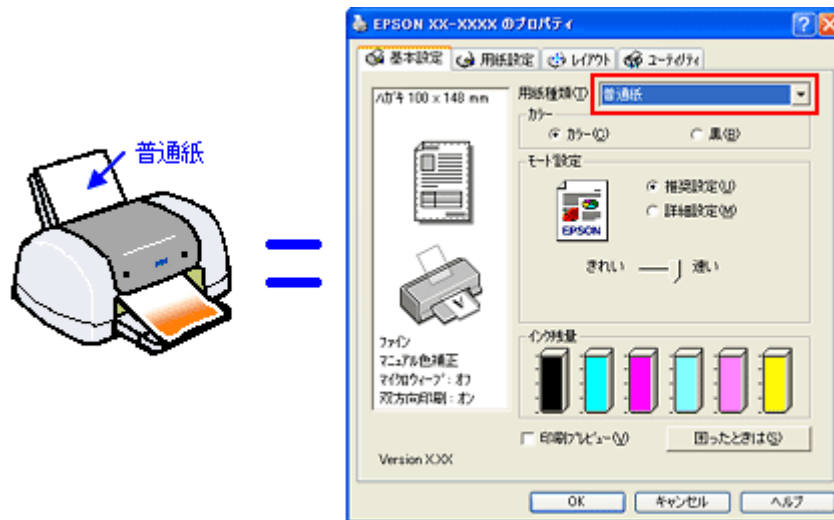 普通紙
EPSON XX-XXXX のプロパティ
基本設定
用紙設定
レイアウト
ユーティリティ
ハガキ 100 x 148 mm
用紙種類(T)
普通紙
カラー
カラー(C)
黒(B)
モード設定
推奨設定(U)
詳細設定(M)
EPSON
きれい
速い
ファイン
マニュアル色補正
マイクロウィーブ: オフ
双方向印刷: オン
インク残量
印刷プレビュー(V)
困ったときは(S)
Version X.XX
OK
キャンセル
ヘルプ